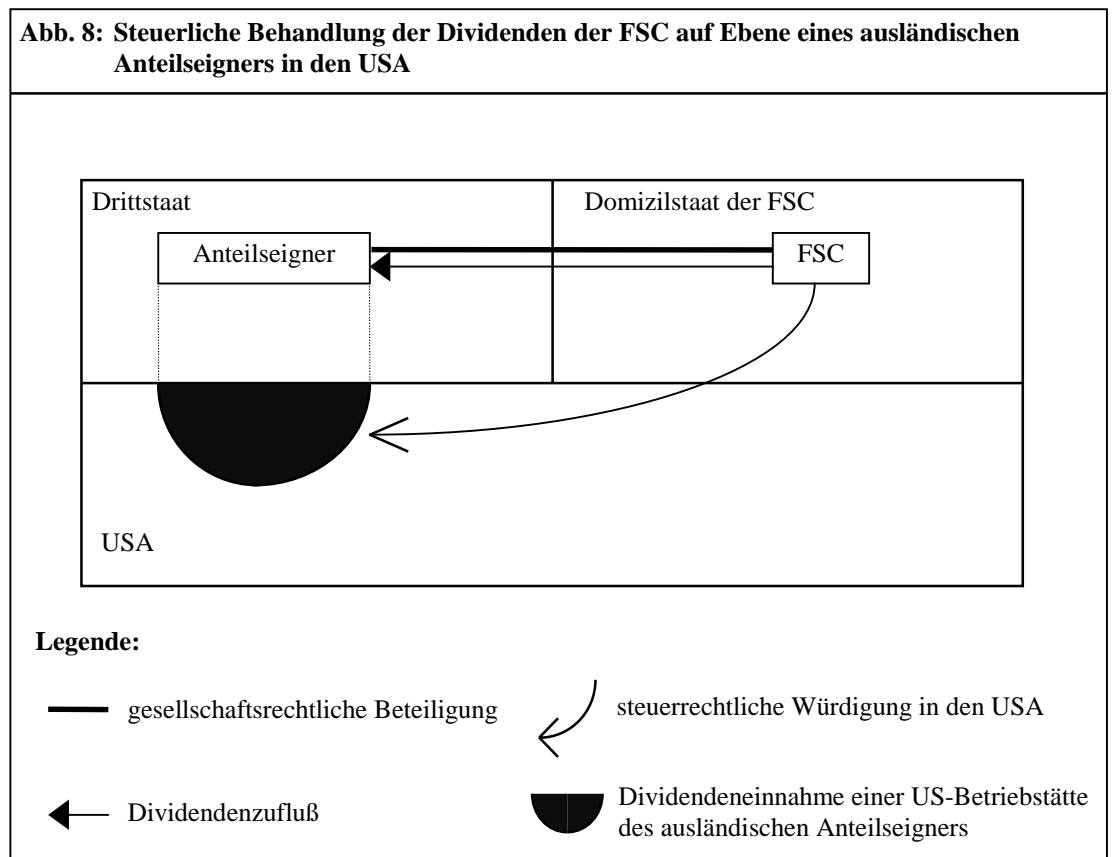 Abb. 8: Steuerliche Behandlung der Dividenden der FSC auf Ebene eines ausländischen
Anteilseigners in den USA
Drittstaat
Domizilstaat der FSC
Anteilseigner
FSC
USA
Legende:
gesellschaftsrechtliche Beteiligung
steuerrechtliche Würdigung in den USA
Dividendenzufluß
Dividendeneinnahme einer US-Betriebstätte
des ausländischen Anteilseigners